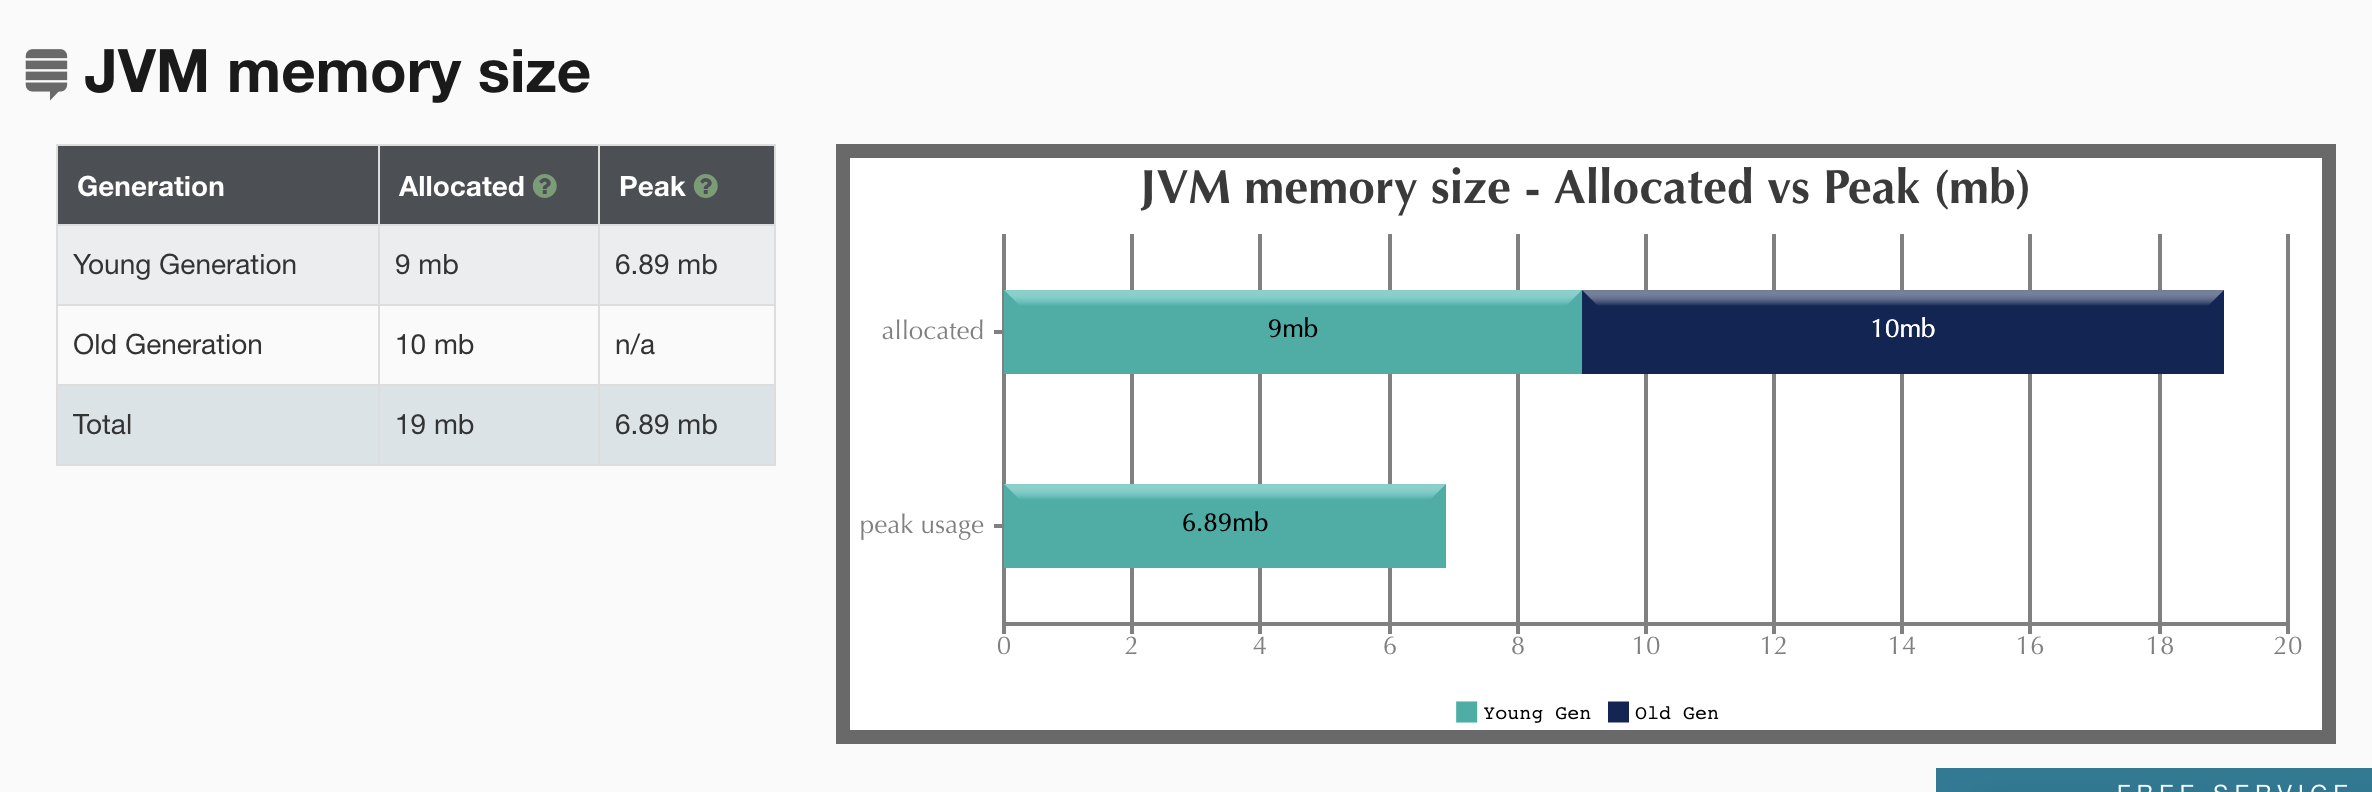 JVM memory size
Generation Allocated ? Peak ?
Young Generation 9 mb 6.89 mb
Old Generation 10 mb n/a
Total 19 mb 6.89 mb
JVM memory size - Allocated vs Peak (mb)
allocated 9mb 10mb
peak usage 6.89mb
0 2 4 6 8 10 12 14 16 18 20
Young Gen Old Gen
FREE SERVICE